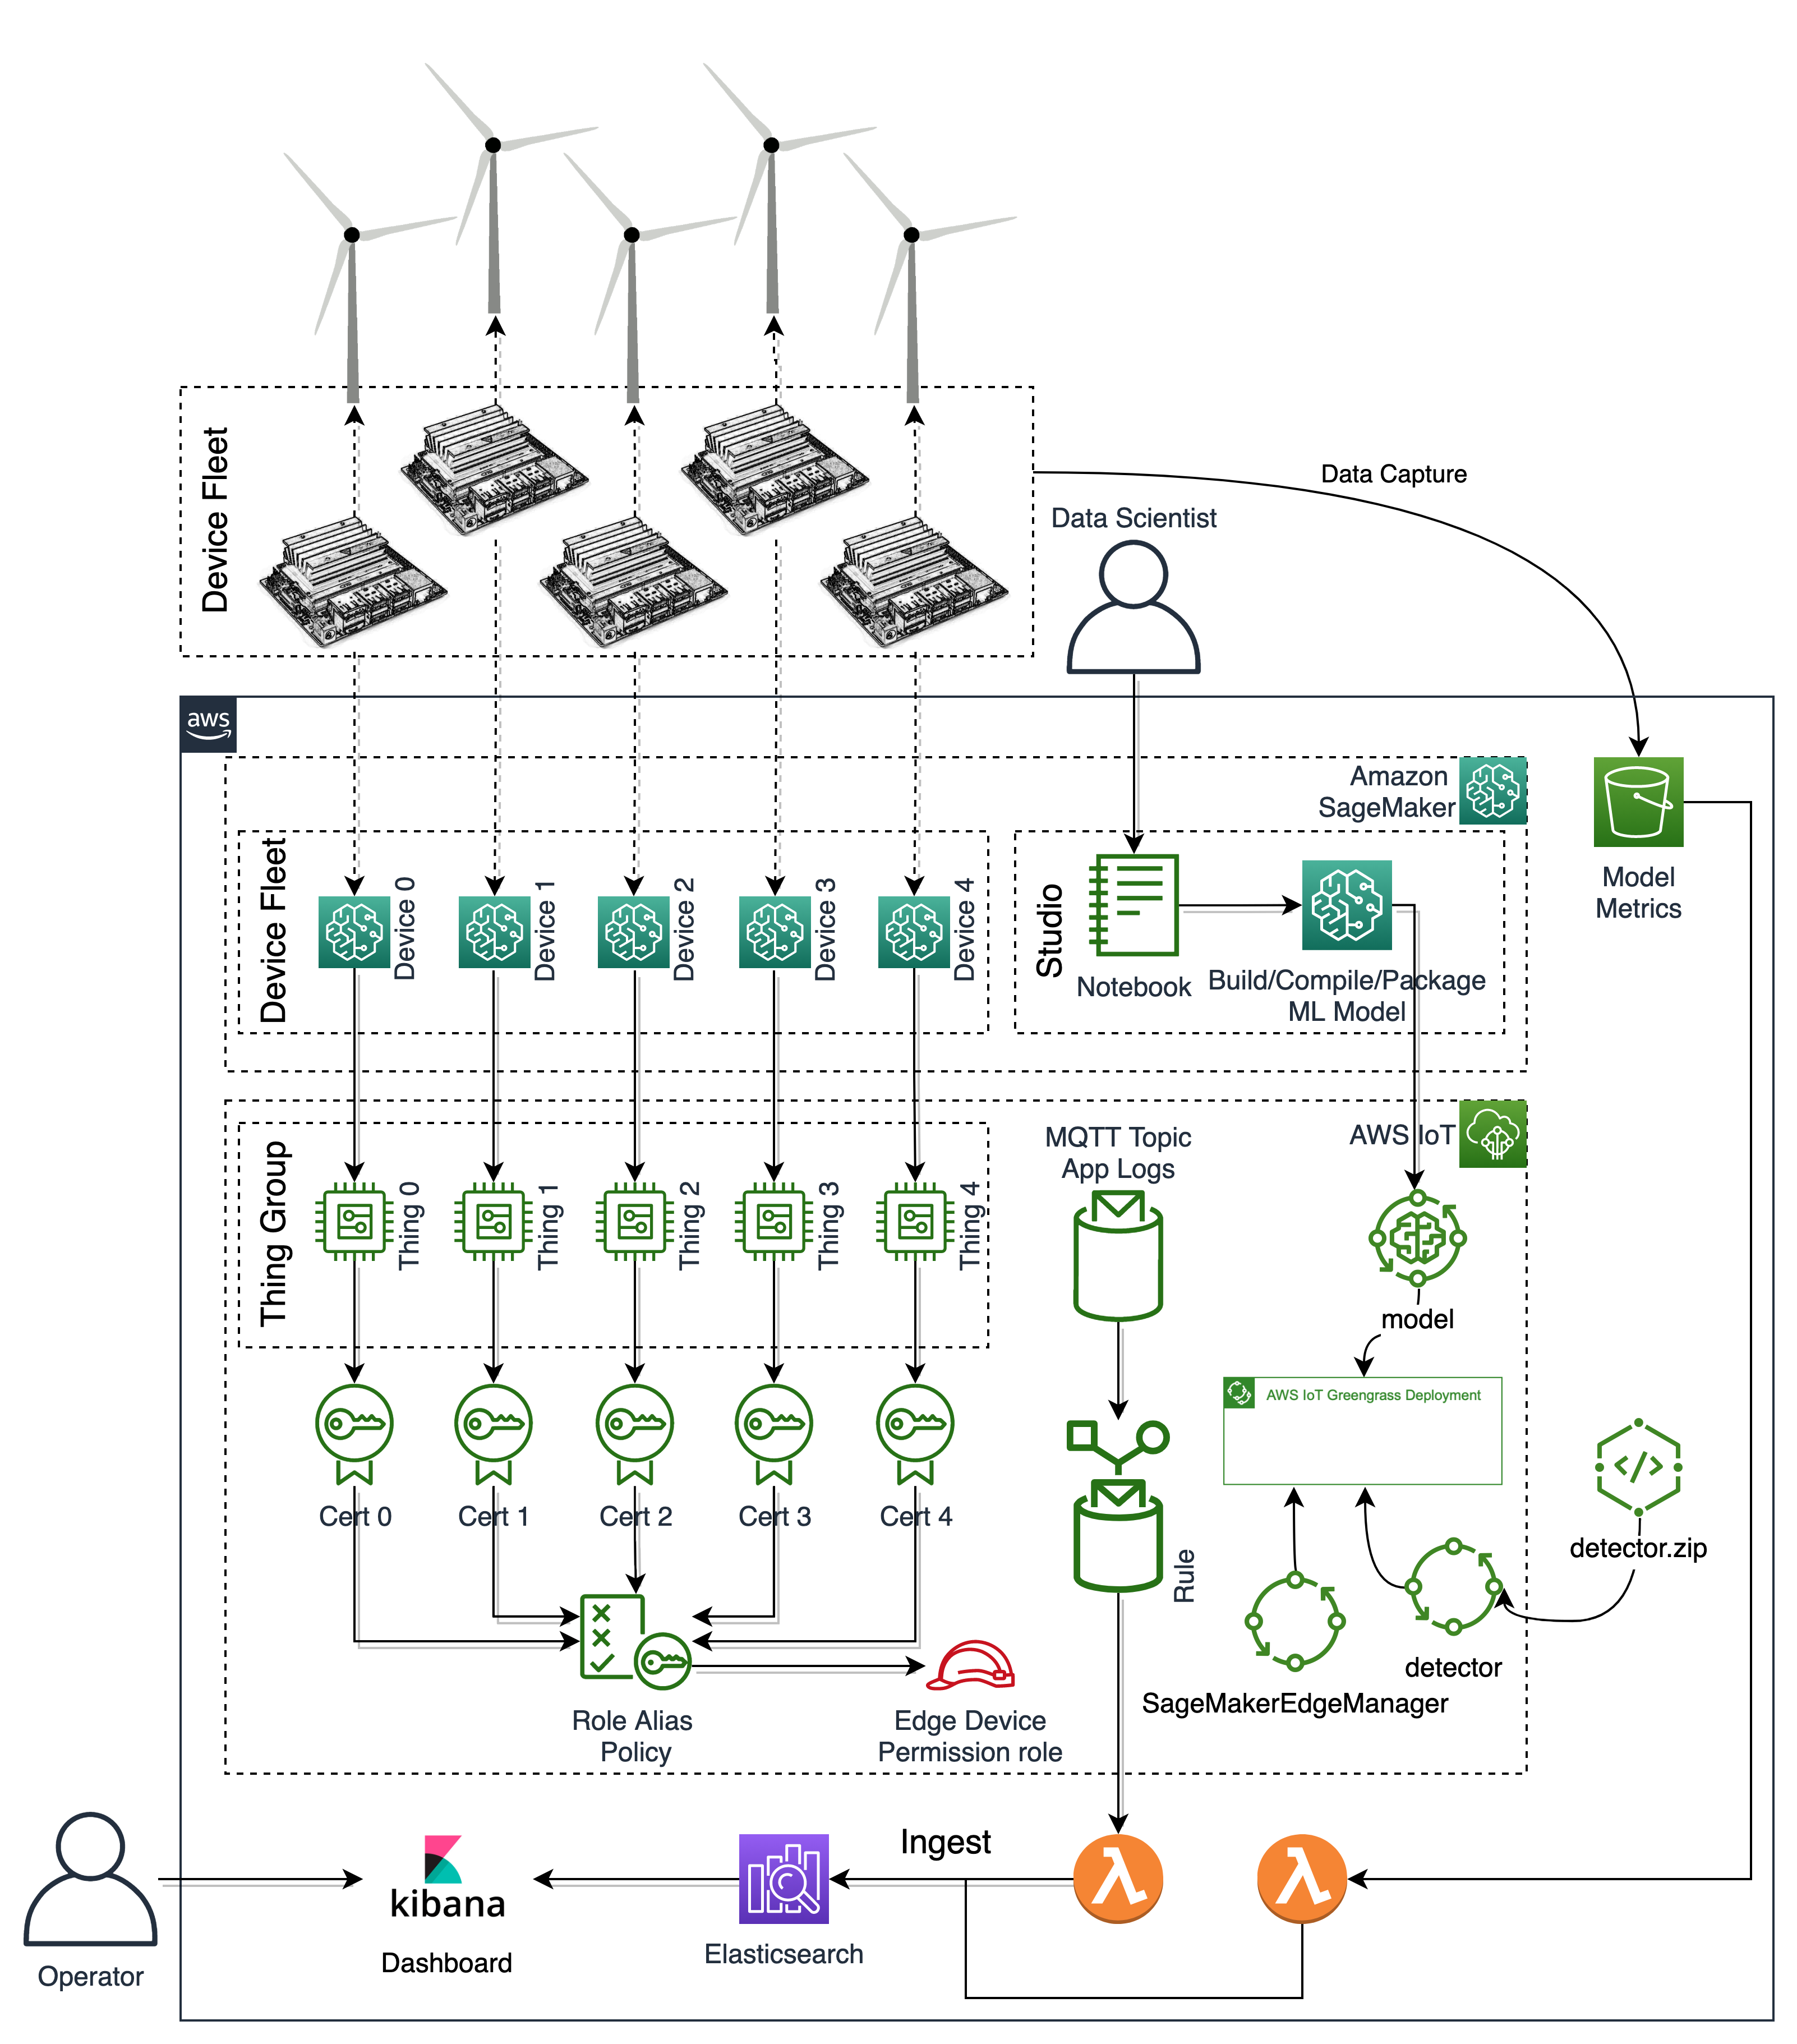 Device Fleet
Data Capture
Data Scientist
aws
Amazon
SageMaker
Device Fleet
Device 0
Device 1
Device 2
Device 3
Device 4
Studio
Notebook
Build/Compile/Package
ML Model
Model
Metrics
Thing Group
Thing 0
Thing 1
Thing 2
Thing 3
Thing 4
MQTT Topic
App Logs
AWS IoT
model
AWS IoT Greengrass Deployment
Cert 0
Cert 1
Cert 2
Cert 3
Cert 4
Rule
detector.zip
detector
SageMakerEdgeManager
Role Alias
Policy
Edge Device
Permission role
Operator
kibana
Dashboard
Elasticsearch
Ingest